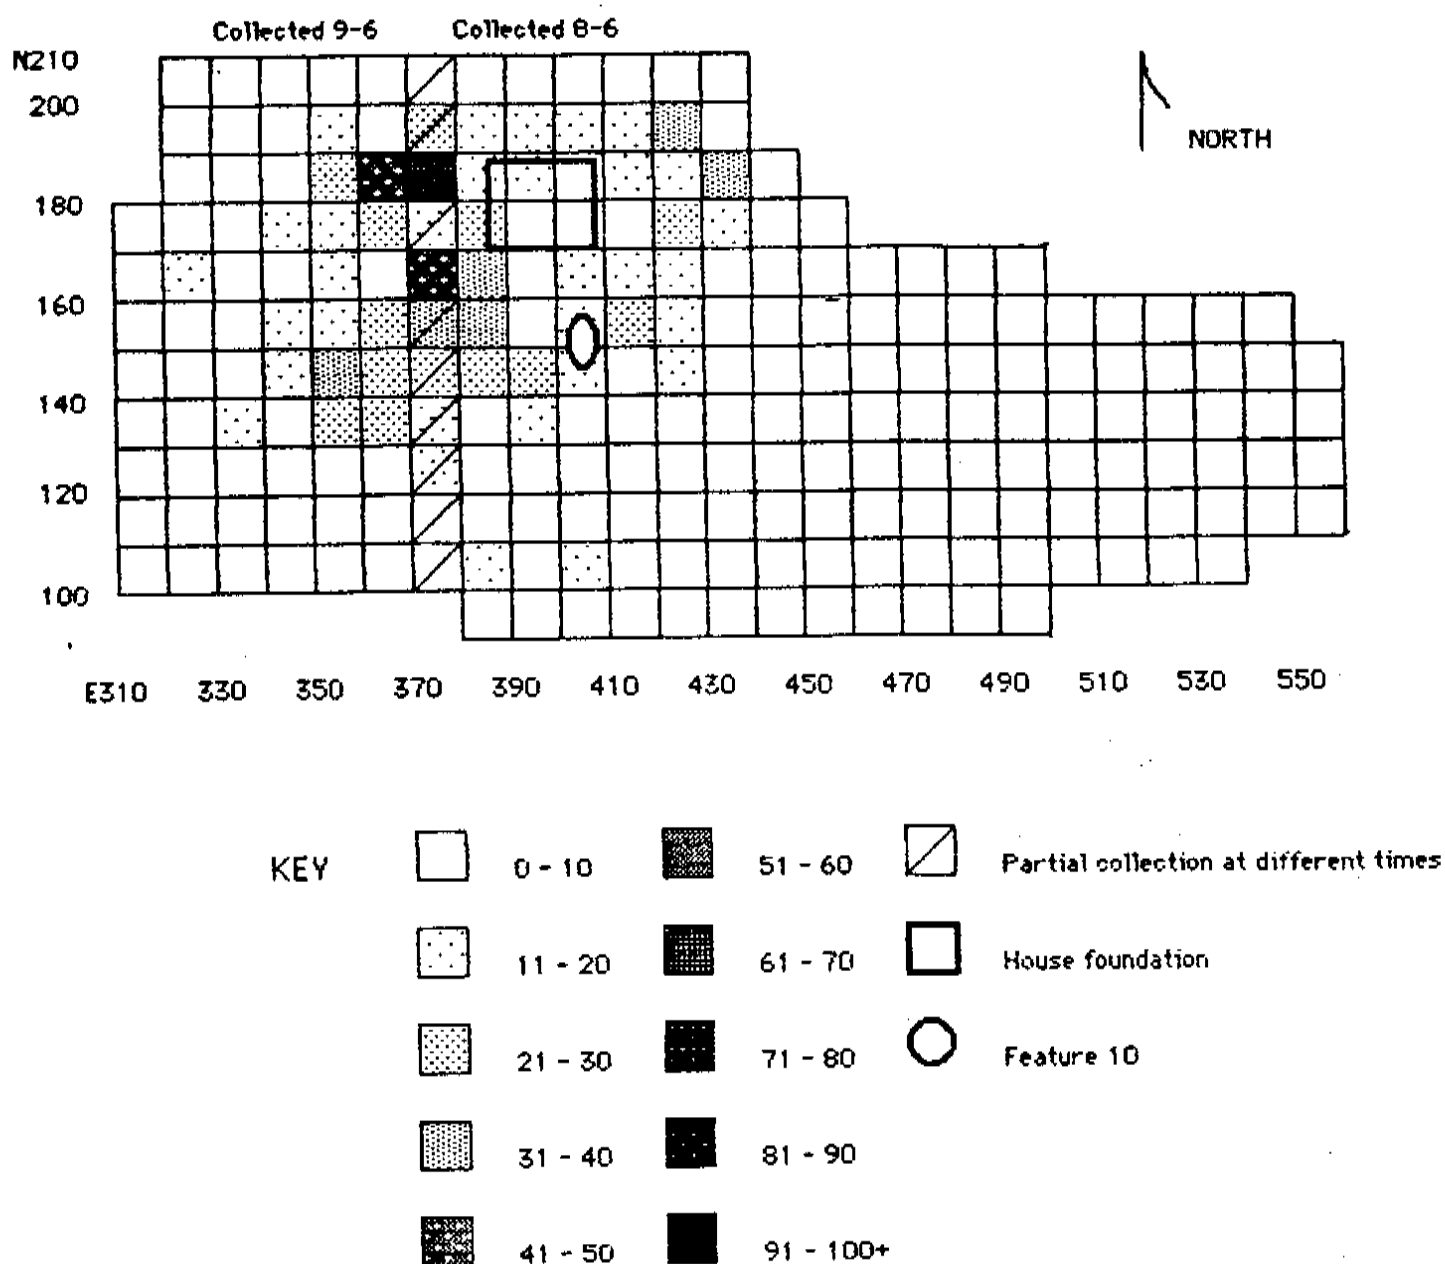 Collected 9-6 Collected 8-6
N210
200
NORTH
180
160
140
120
100
E310 330 350 370 390 410 430 450 470 490 510 530 550
KEY 0 - 10 51 - 60 Partial collection at different times
11 - 20 61 - 70 House foundation
21 - 30 71 - 80 Feature 10
31 - 40 81 - 90
41 - 50 91 - 100+